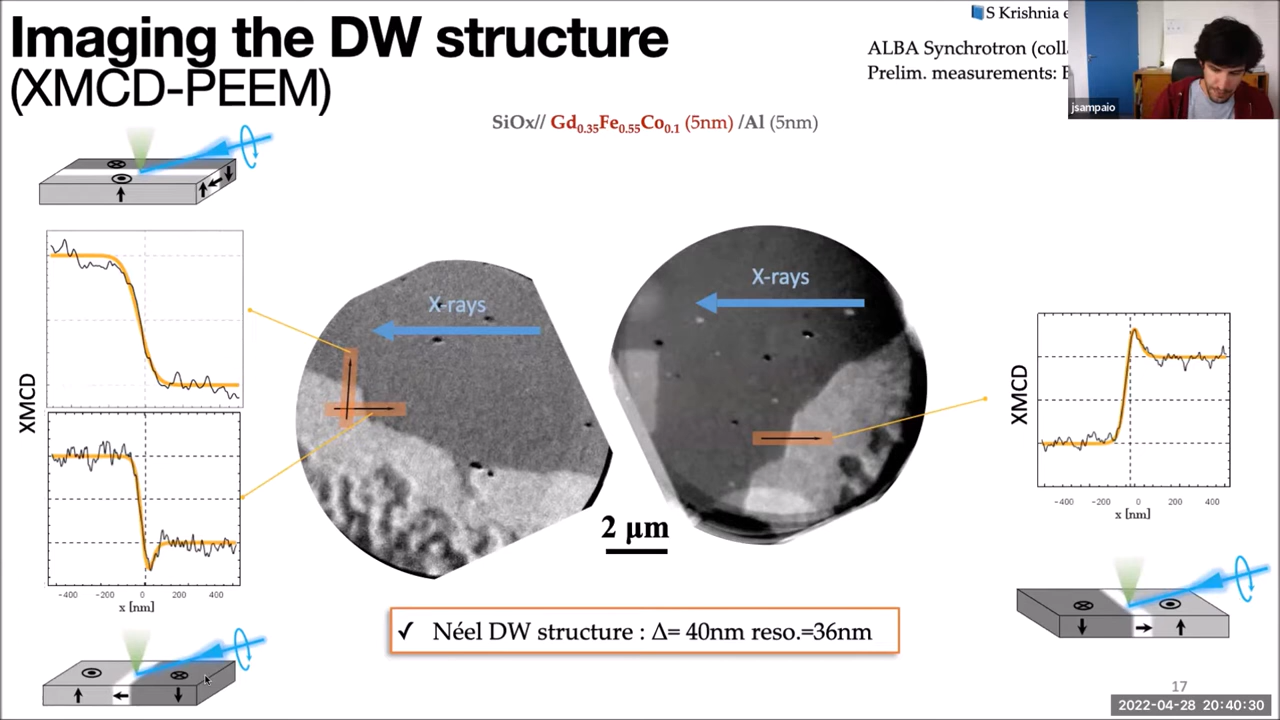 Imaging the DW structure
(XMCD-PEEM)
S Krishnia
ALBA Synchrotron
Prelim. measurements:
jsampaio
SiOx// Gd0.35Fe0.55Co0.1 (5nm) /Al (5nm)
X-rays
X-rays
XMCD
-400 -200 0 200 400
x [nm]
XMCD
-400 -200 0 200 400
x [nm]
2 µm
✓ Néel DW structure : Δ= 40nm reso.=36nm
17
2022-04-28 20:40:30